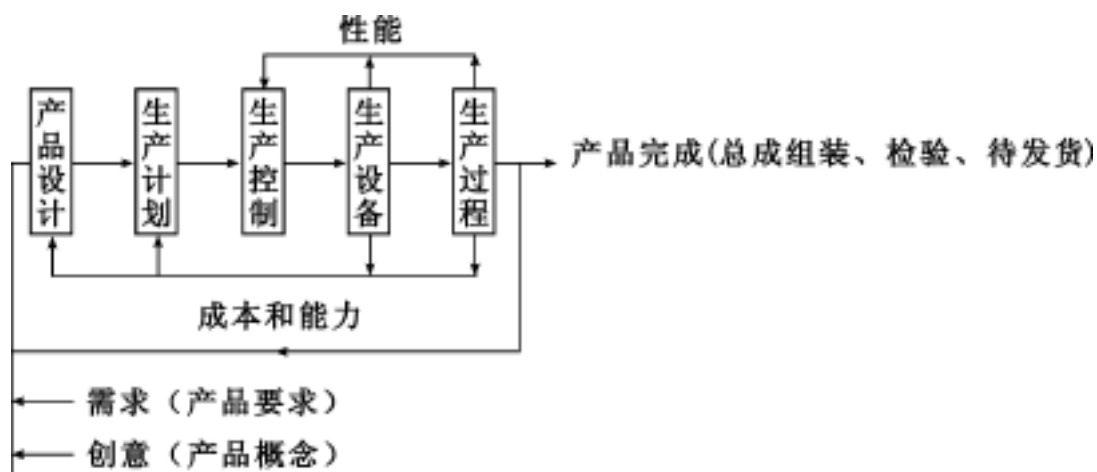 性能
产品设计
生产计划
生产控制
生产设备
生产过程
产品完成(总成组装、检验、待发货)
成本和能力
需求（产品要求）
创意（产品概念）